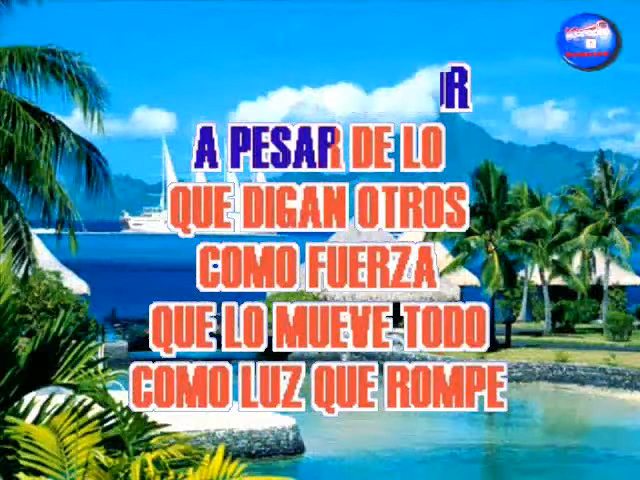 R
A PESAR DE LO
QUE DIGAN OTROS
COMO FUERZA
QUE LO MUEVE TODO
COMO LUZ QUE ROMPE